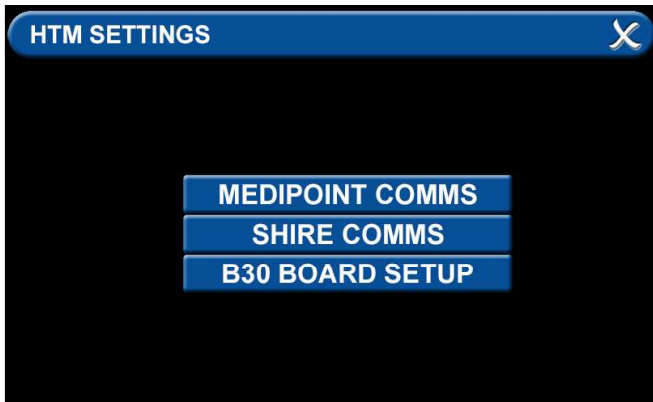 HTM SETTINGS
MEDIPOINT COMMS
SHIRE COMMS
B30 BOARD SETUP